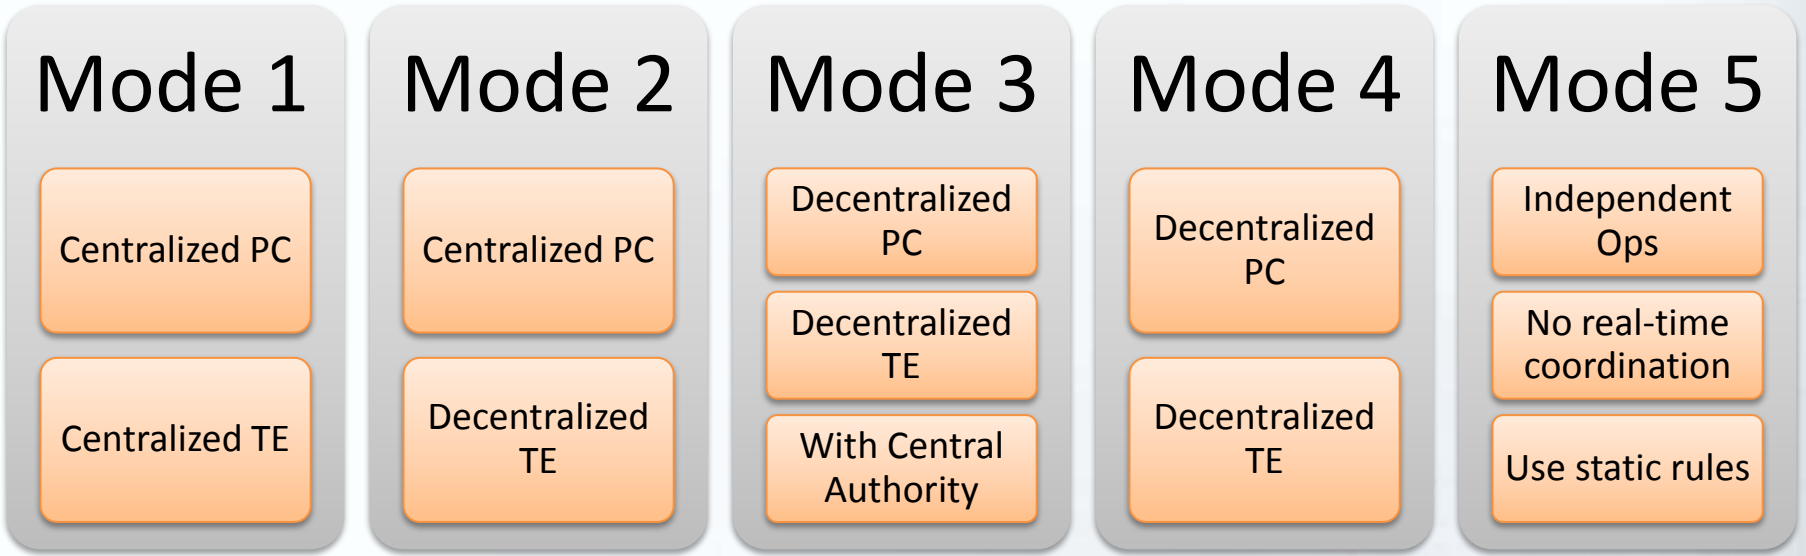 Mode 1
Centralized PC
Centralized TE
Mode 2
Centralized PC
Decentralized
TE
Mode 3
Decentralized
PC
Decentralized
TE
With Central
Authority
Mode 4
Decentralized
PC
Decentralized
TE
Mode 5
Independent
Ops
No real-time
coordination
Use static rules